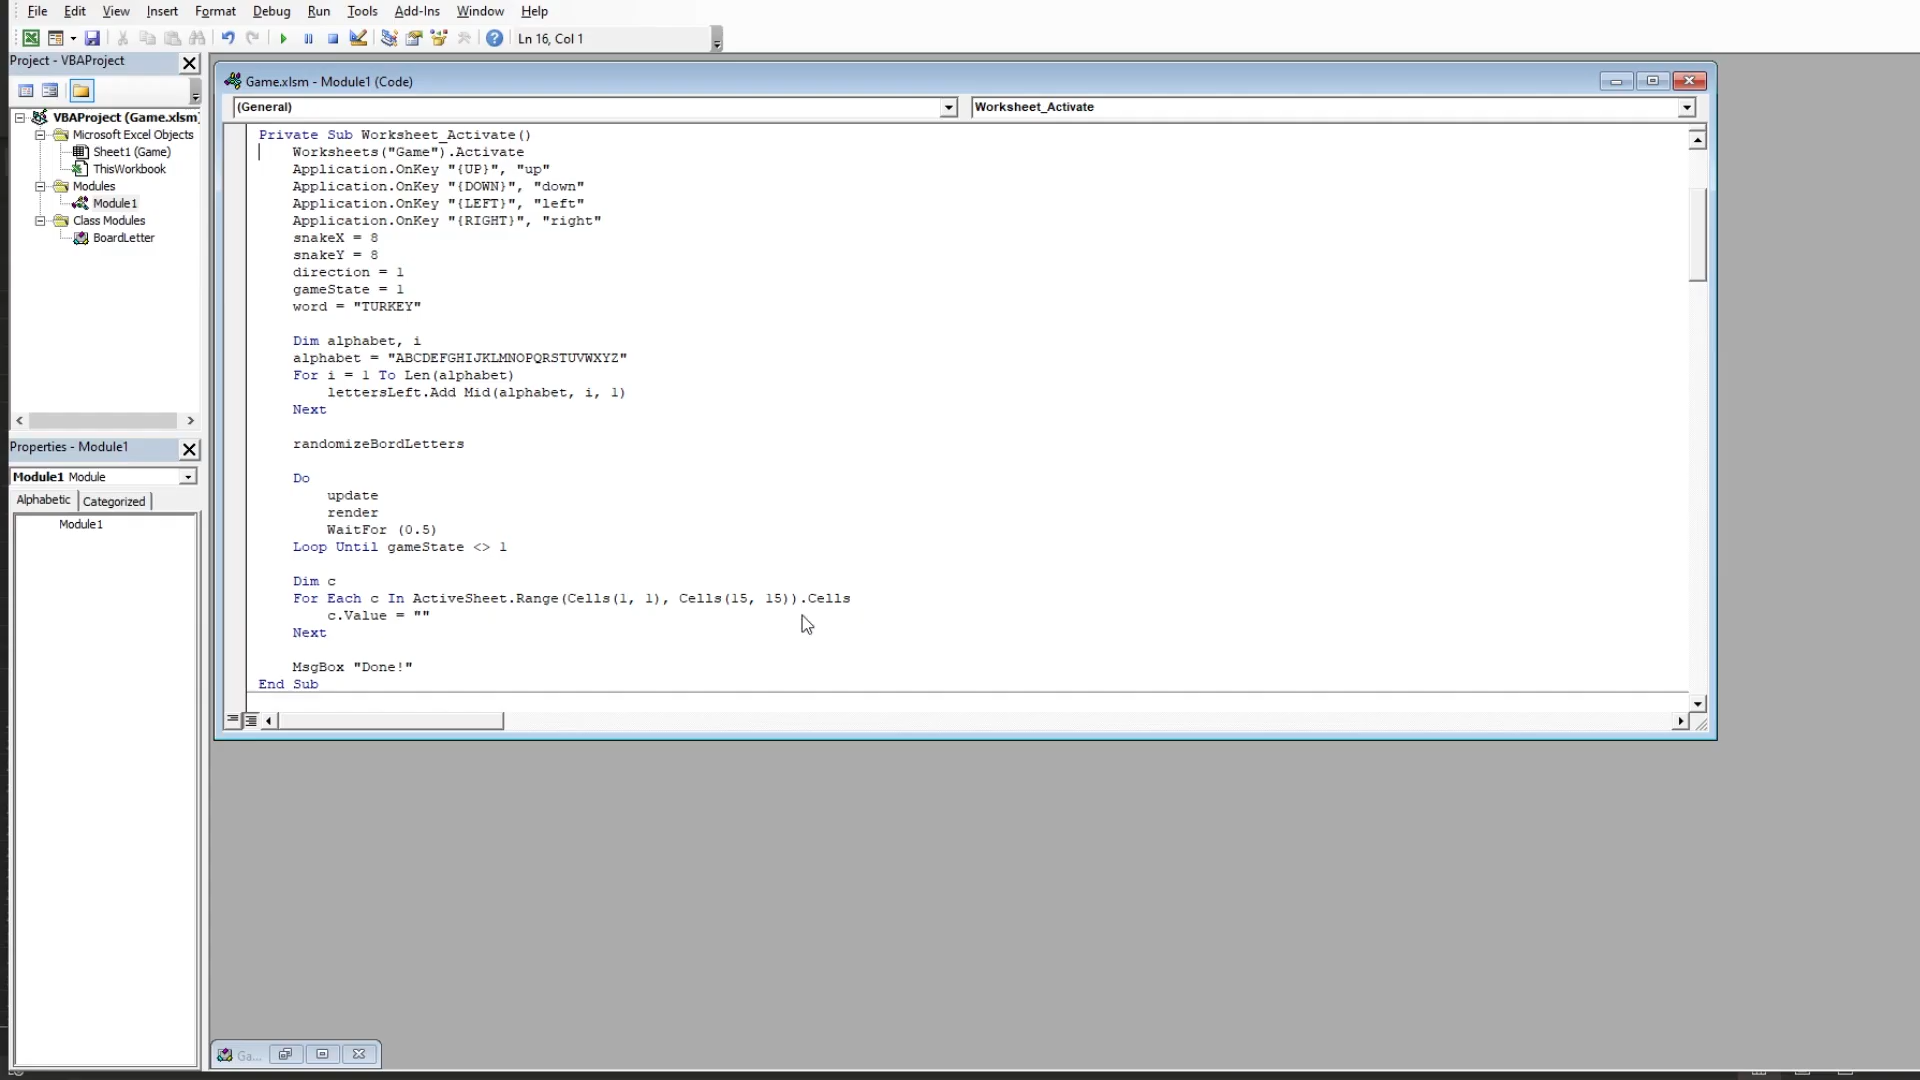 File Edit View Insert Format Debug Run Tools Add-Ins Window Help
Ln 16, Col 1
Project - VBAProject
VBAProject (Game.xlsm)
Microsoft Excel Objects
Sheet1 (Game)
ThisWorkbook
Modules
Module1
Class Modules
BoardLetter
Properties - Module1
Module1 Module
Alphabetic Categorized
Module1
Game.xlsm - Module1 (Code)
(General) Worksheet_Activate
Private Sub Worksheet_Activate()
Worksheets("Game").Activate
Application.OnKey "{UP}", "up"
Application.OnKey "{DOWN}", "down"
Application.OnKey "{LEFT}", "left"
Application.OnKey "{RIGHT}", "right"
snakeX = 8
snakeY = 8
direction = 1
gameState = 1
word = "TURKEY"
Dim alphabet, i
alphabet = "ABCDEFGHIJKLMNOPQRSTUVWXYZ"
For i = 1 To Len(alphabet)
lettersLeft.Add Mid(alphabet, i, 1)
Next
randomizeBordLetters
Do
update
render
WaitFor (0.5)
Loop Until gameState <> 1
Dim c
For Each c In ActiveSheet.Range(Cells(1, 1), Cells(15, 15)).Cells
c.Value = ""
Next
MsgBox "Done!"
End Sub
Ga...